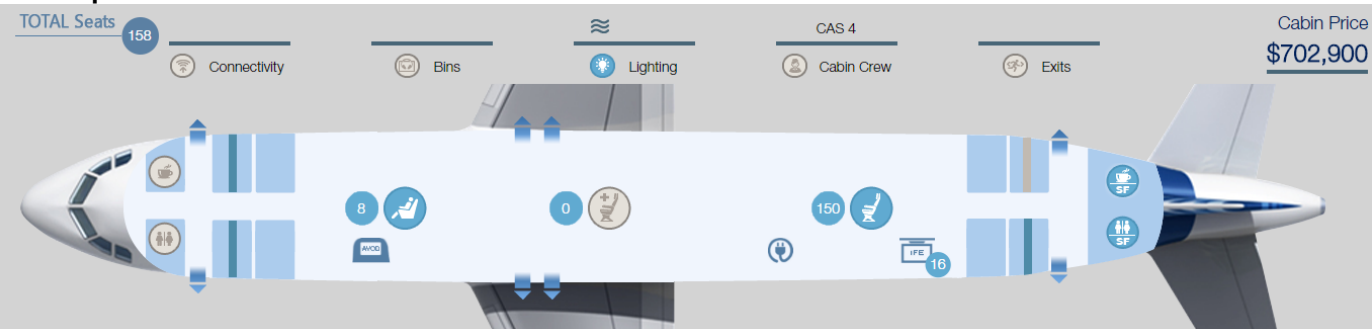 TOTAL Seats
158
CAS 4
Cabin Price
$702,900
Connectivity
Bins
Lighting
Cabin Crew
Exits
8
0
150
SF
AVOD
IFE
16
SF